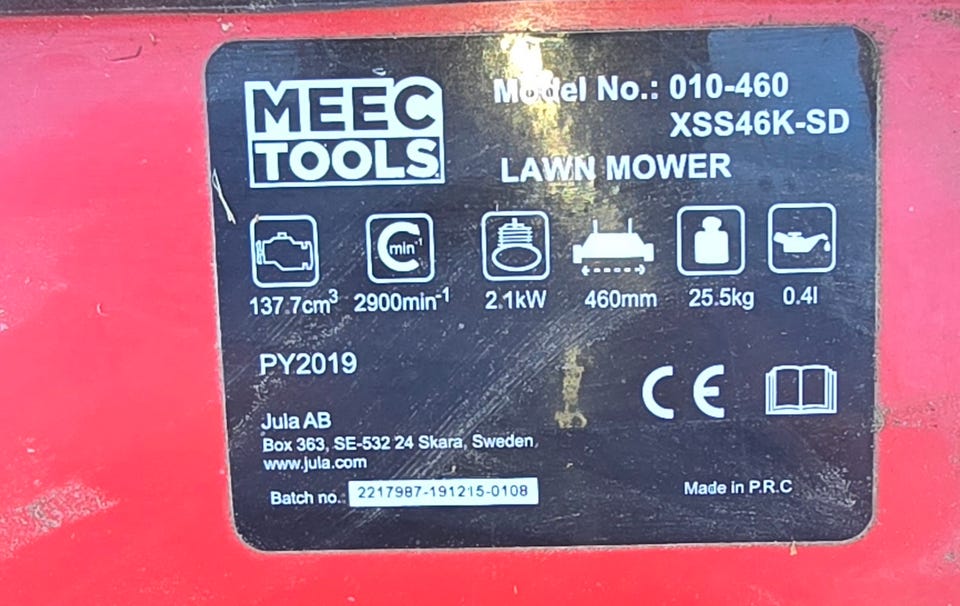 MEEC
TOOLS
Model No.: 010-460
XSS46K-SD
LAWN MOWER
min⁻¹
137.7cm³ 2900min⁻¹ 2.1kW 460mm 25.5kg 0.4l
PY2019
CE
Jula AB
Box 363, SE-532 24 Skara, Sweden
www.jula.com
Batch no.: 2217987-191215-0108
Made in P.R.C